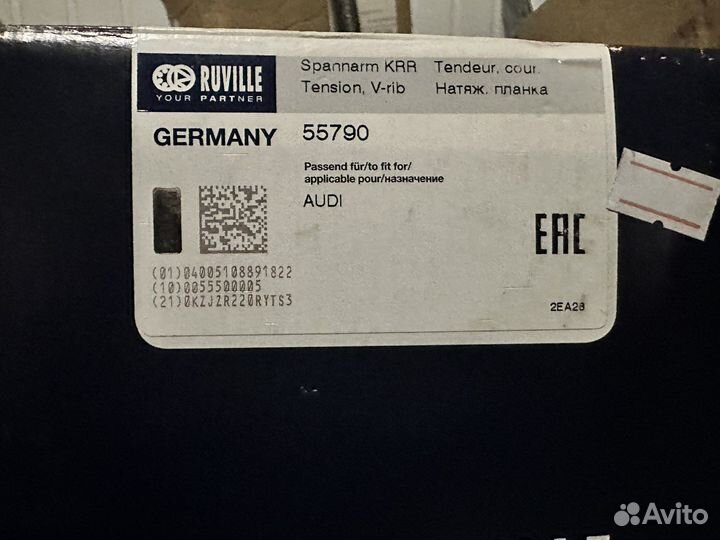 RUVILLE
YOUR PARTNER
Spannarm KRR Tendeur, cour.
Tension, V-rib Натяж. планка
GERMANY 55790
Passend für/to fit for/
applicable pour/назначение
AUDI
EAC
(01)04005108891822
(10)0055500005
(21)0KZJZR220RYTS3
2EA26
Avito